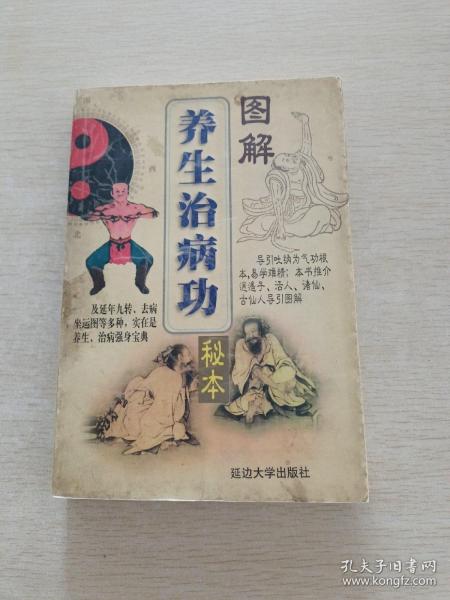 图解
养生治病功
秘本
导引吐纳为气功根
本,易学难精；本书推介
逍遥子、活人、诸仙、
古仙人导引图解
及延年九转、去病
坐运图等多种，实在是
养生、治病强身宝典
西
北
延边大学出版社
孔夫子旧书网
www.kongfz.com